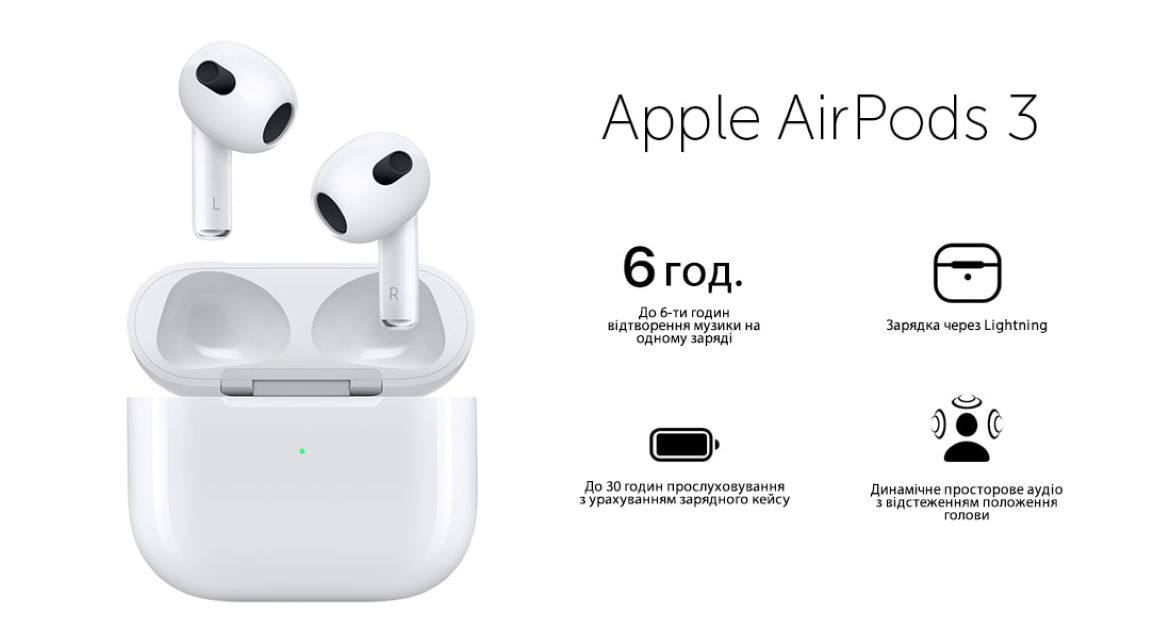 Apple AirPods 3
L
R
6 год.
До 6-ти годин
відтворення музики на
одному заряді
Зарядка через Lightning
До 30 годин прослуховування
з урахуванням зарядного кейсу
Динамічне просторове аудіо
з відстеженням положення
голови